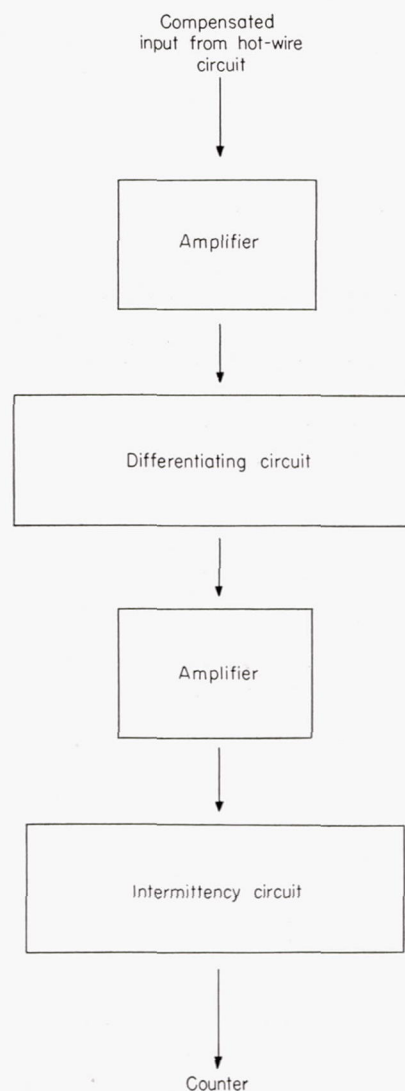 Compensated
input from hot-wire
circuit
Amplifier
Differentiating circuit
Amplifier
Intermittency circuit
Counter